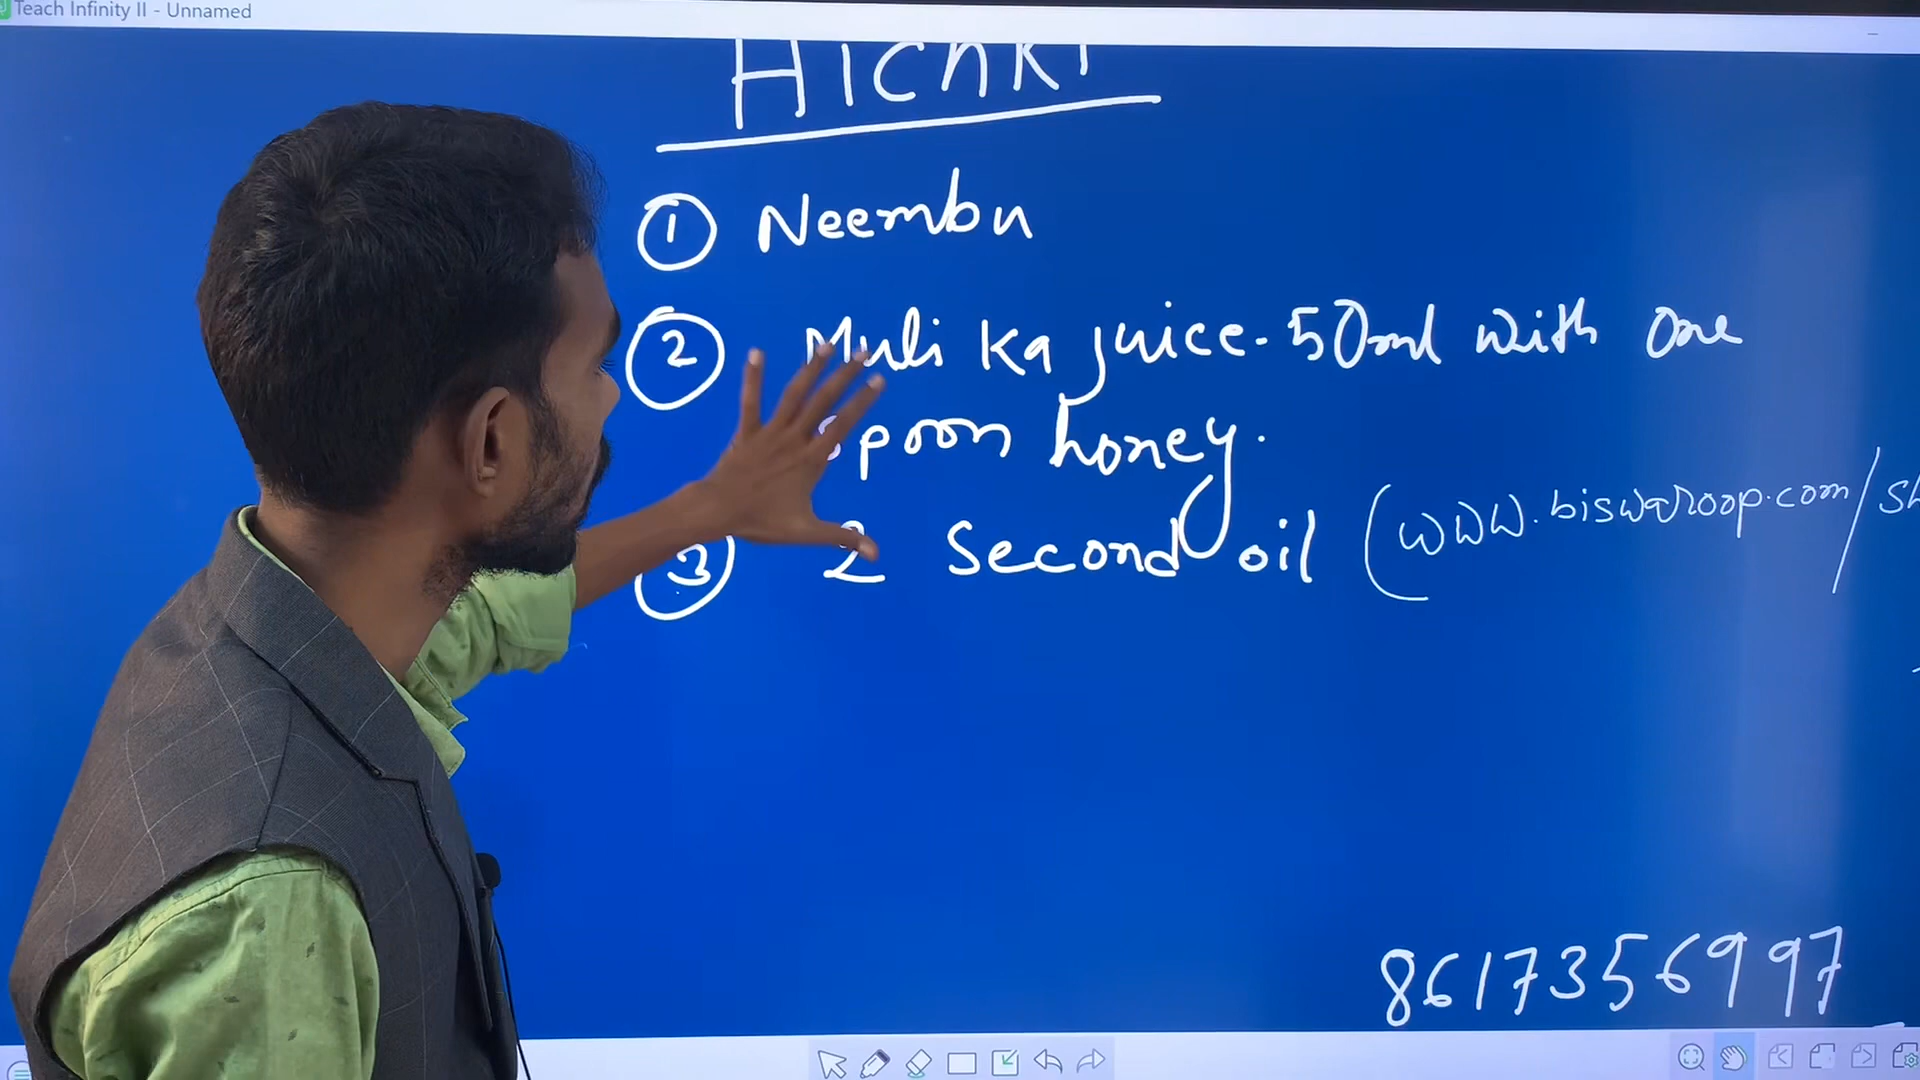 Teach Infinity II - Unnamed
HICHKI
1 Neembu
2 Muli Ka juice-50ml with one
spoon honey.
3 2 Second oil (www.biswaroop.com/sh
8617356997